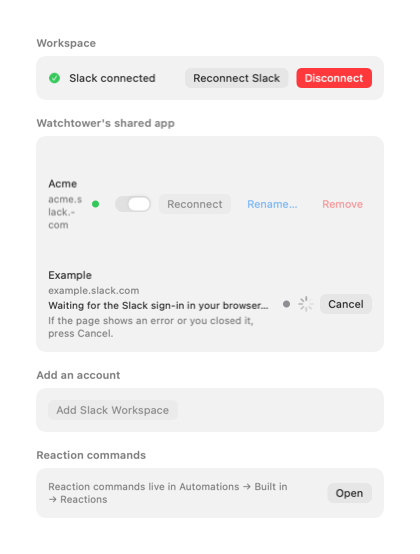 Workspace
Slack connected
Reconnect Slack
Disconnect
Watchtower's shared app
Acme
acme.s
lack.-
com
Reconnect
Rename...
Remove
Example
example.slack.com
Waiting for the Slack sign-in in your browser...
If the page shows an error or you closed it,
press Cancel.
Cancel
Add an account
Add Slack Workspace
Reaction commands
Reaction commands live in Automations → Built in
→ Reactions
Open